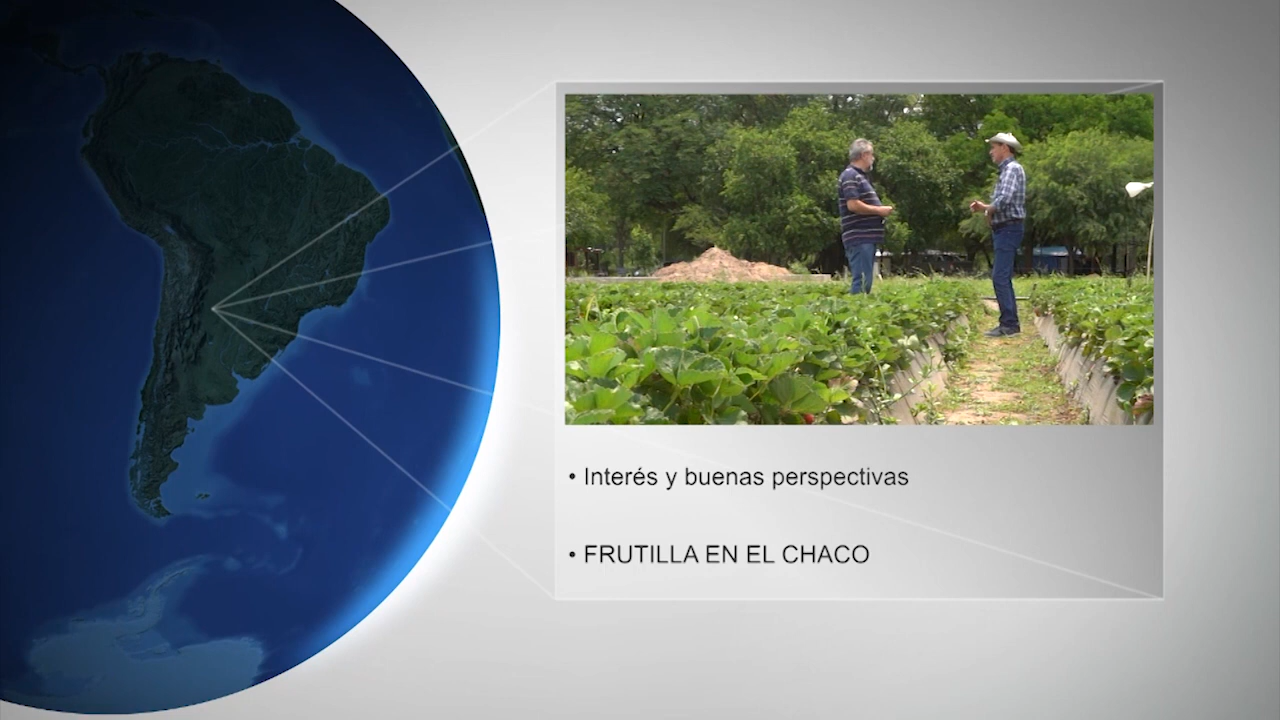 • Interés y buenas perspectivas
• FRUTILLA EN EL CHACO